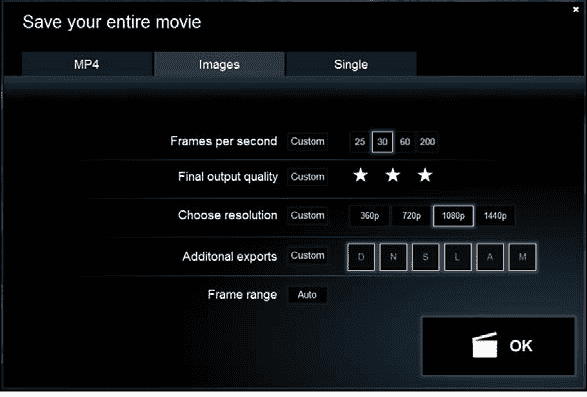 Save your entire movie
MP4 Images Single
Frames per second Custom 25 30 60 200
Final output quality Custom
Choose resolution Custom 360p 720p 1080p 1440p
Additonal exports Custom D N S L A M
Frame range Auto
OK